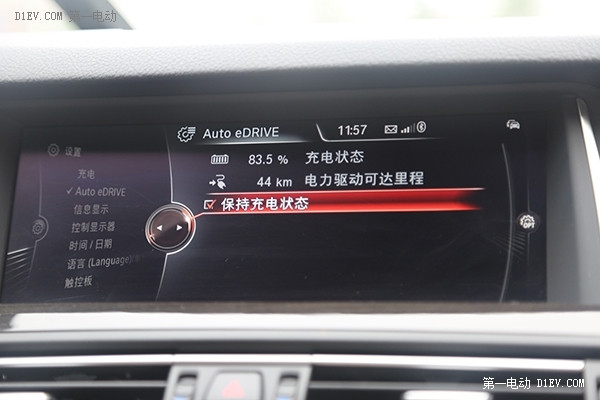 D1EV.COM 第一电动
Auto eDRIVE
11:57
设置
充电
Auto eDRIVE
信息显示
控制显示器
时间 / 日期
语言 (Language)/
触控板
83.5 % 充电状态
44 km 电力驱动可达里程
保持充电状态
OPT
第一电动 D1EV.COM